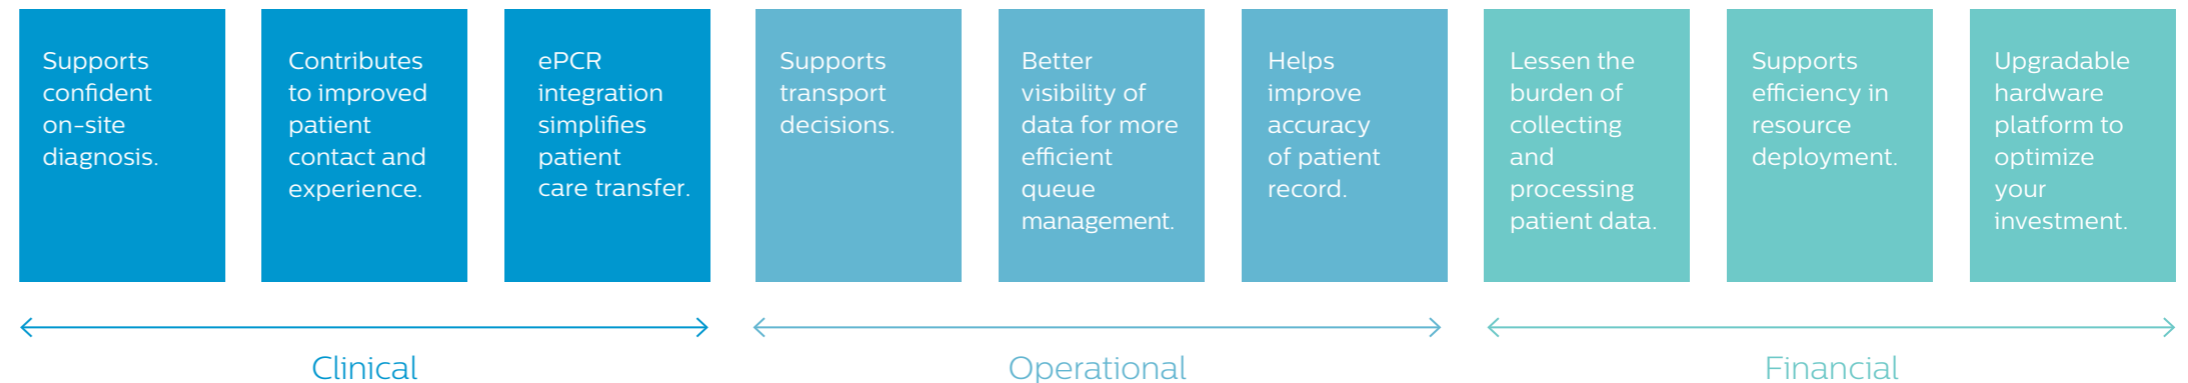 Supports
confident
on-site
diagnosis.
Contributes
to improved
patient
contact and
experience.
ePCR
integration
simplifies
patient
care transfer.
Supports
transport
decisions.
Better
visibility of
data for more
efficient
queue
management.
Helps
improve
accuracy
of patient
record.
Lessen the
burden of
collecting
and
processing
patient data.
Supports
efficiency in
resource
deployment.
Upgradable
hardware
platform to
optimize
your
investment.
Clinical
Operational
Financial